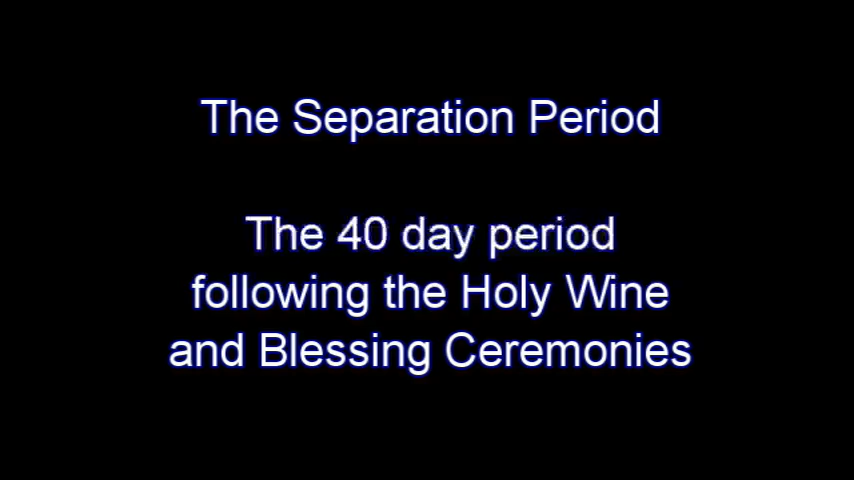 The Separation Period
The 40 day period
following the Holy Wine
and Blessing Ceremonies